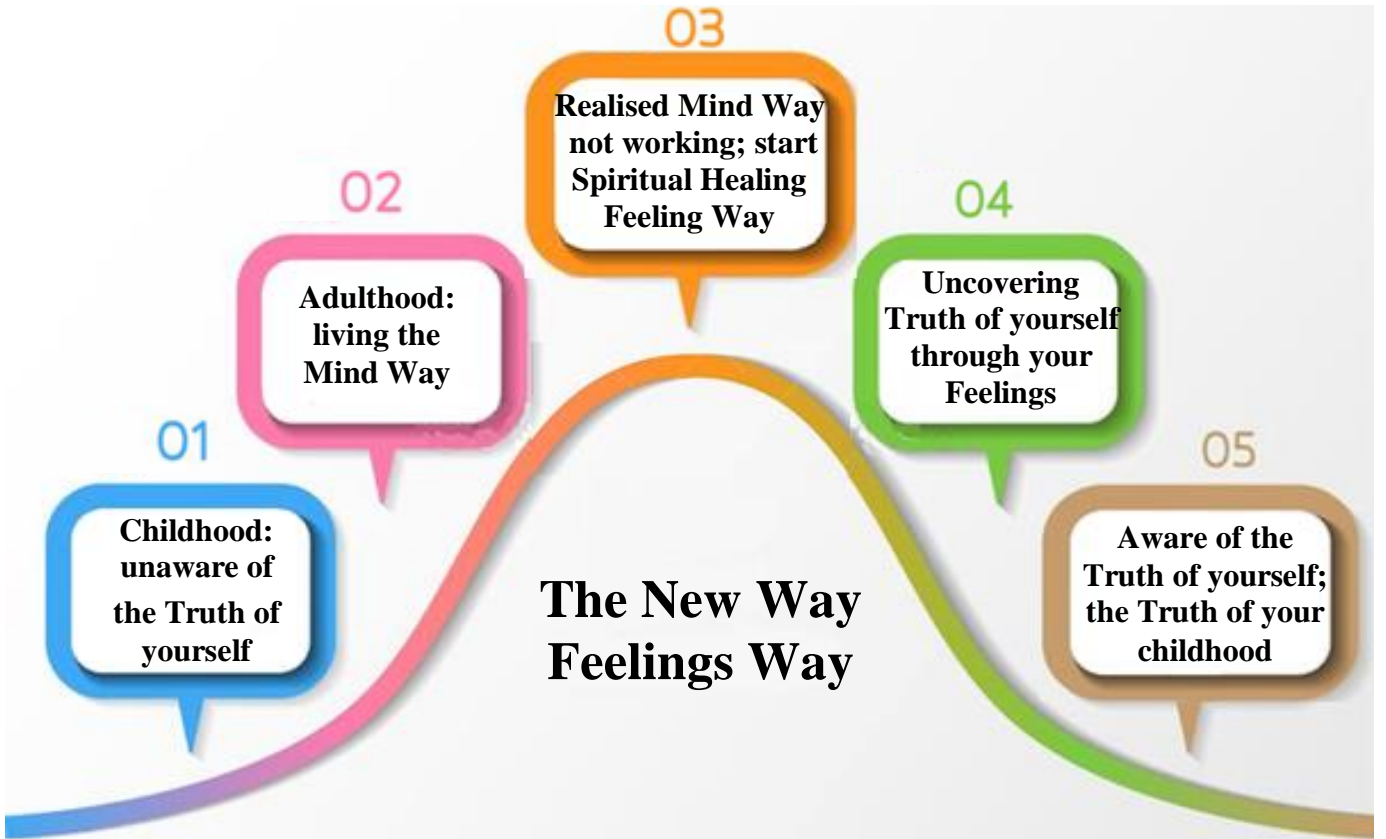 01
Childhood:
unaware of
the Truth of
yourself
02
Adulthood:
living the
Mind Way
03
Realised Mind Way
not working; start
Spiritual Healing
Feeling Way
04
Uncovering
Truth of yourself
through your
Feelings
05
Aware of the
Truth of yourself;
the Truth of your
childhood
The New Way
Feelings Way